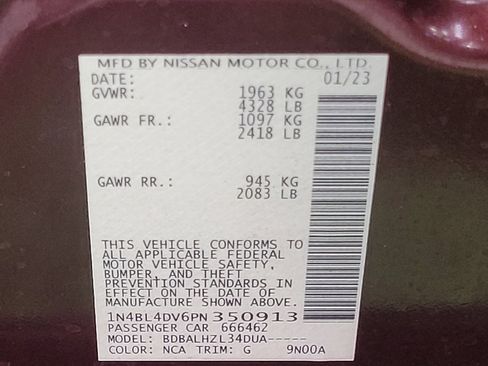 MFD BY NISSAN MOTOR CO., LTD.
DATE: 01/23
GVWR: 1963 KG
4328 LB
GAWR FR.: 1097 KG
2418 LB
GAWR RR.: 945 KG
2083 LB
THIS VEHICLE CONFORMS TO
ALL APPLICABLE FEDERAL
MOTOR VEHICLE SAFETY,
BUMPER, AND THEFT
PREVENTION STANDARDS IN
EFFECT ON THE DATE OF
MANUFACTURE SHOWN ABOVE.
1N4BL4DV6PN350913
PASSENGER CAR 666462
MODEL: BDBALHZL34DUA-----
COLOR: NCA TRIM: G 9N00A